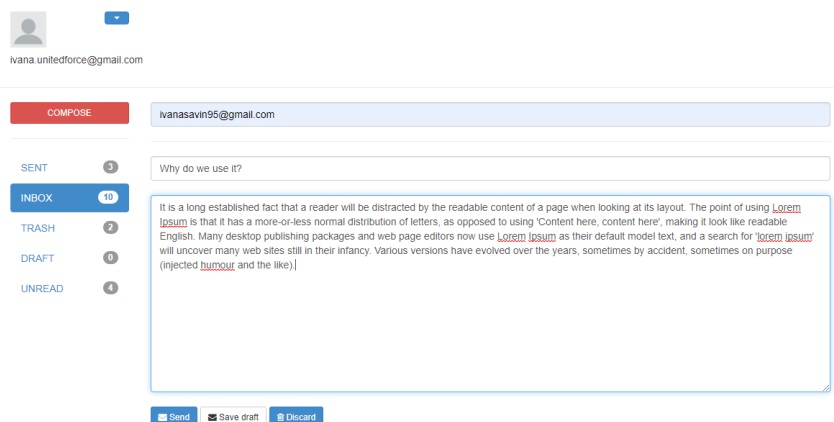 ivana.unitedforce@gmail.com
COMPOSE
ivanasavin95@gmail.com
SENT 3
INBOX 10
TRASH 2
DRAFT 0
UNREAD 4
Why do we use it?
It is a long established fact that a reader will be distracted by the readable content of a page when looking at its layout. The point of using Lorem
Ipsum is that it has a more-or-less normal distribution of letters, as opposed to using 'Content here, content here', making it look like readable
English. Many desktop publishing packages and web page editors now use Lorem Ipsum as their default model text, and a search for 'lorem ipsum'
will uncover many web sites still in their infancy. Various versions have evolved over the years, sometimes by accident, sometimes on purpose
(injected humour and the like).
Send Save draft Discard